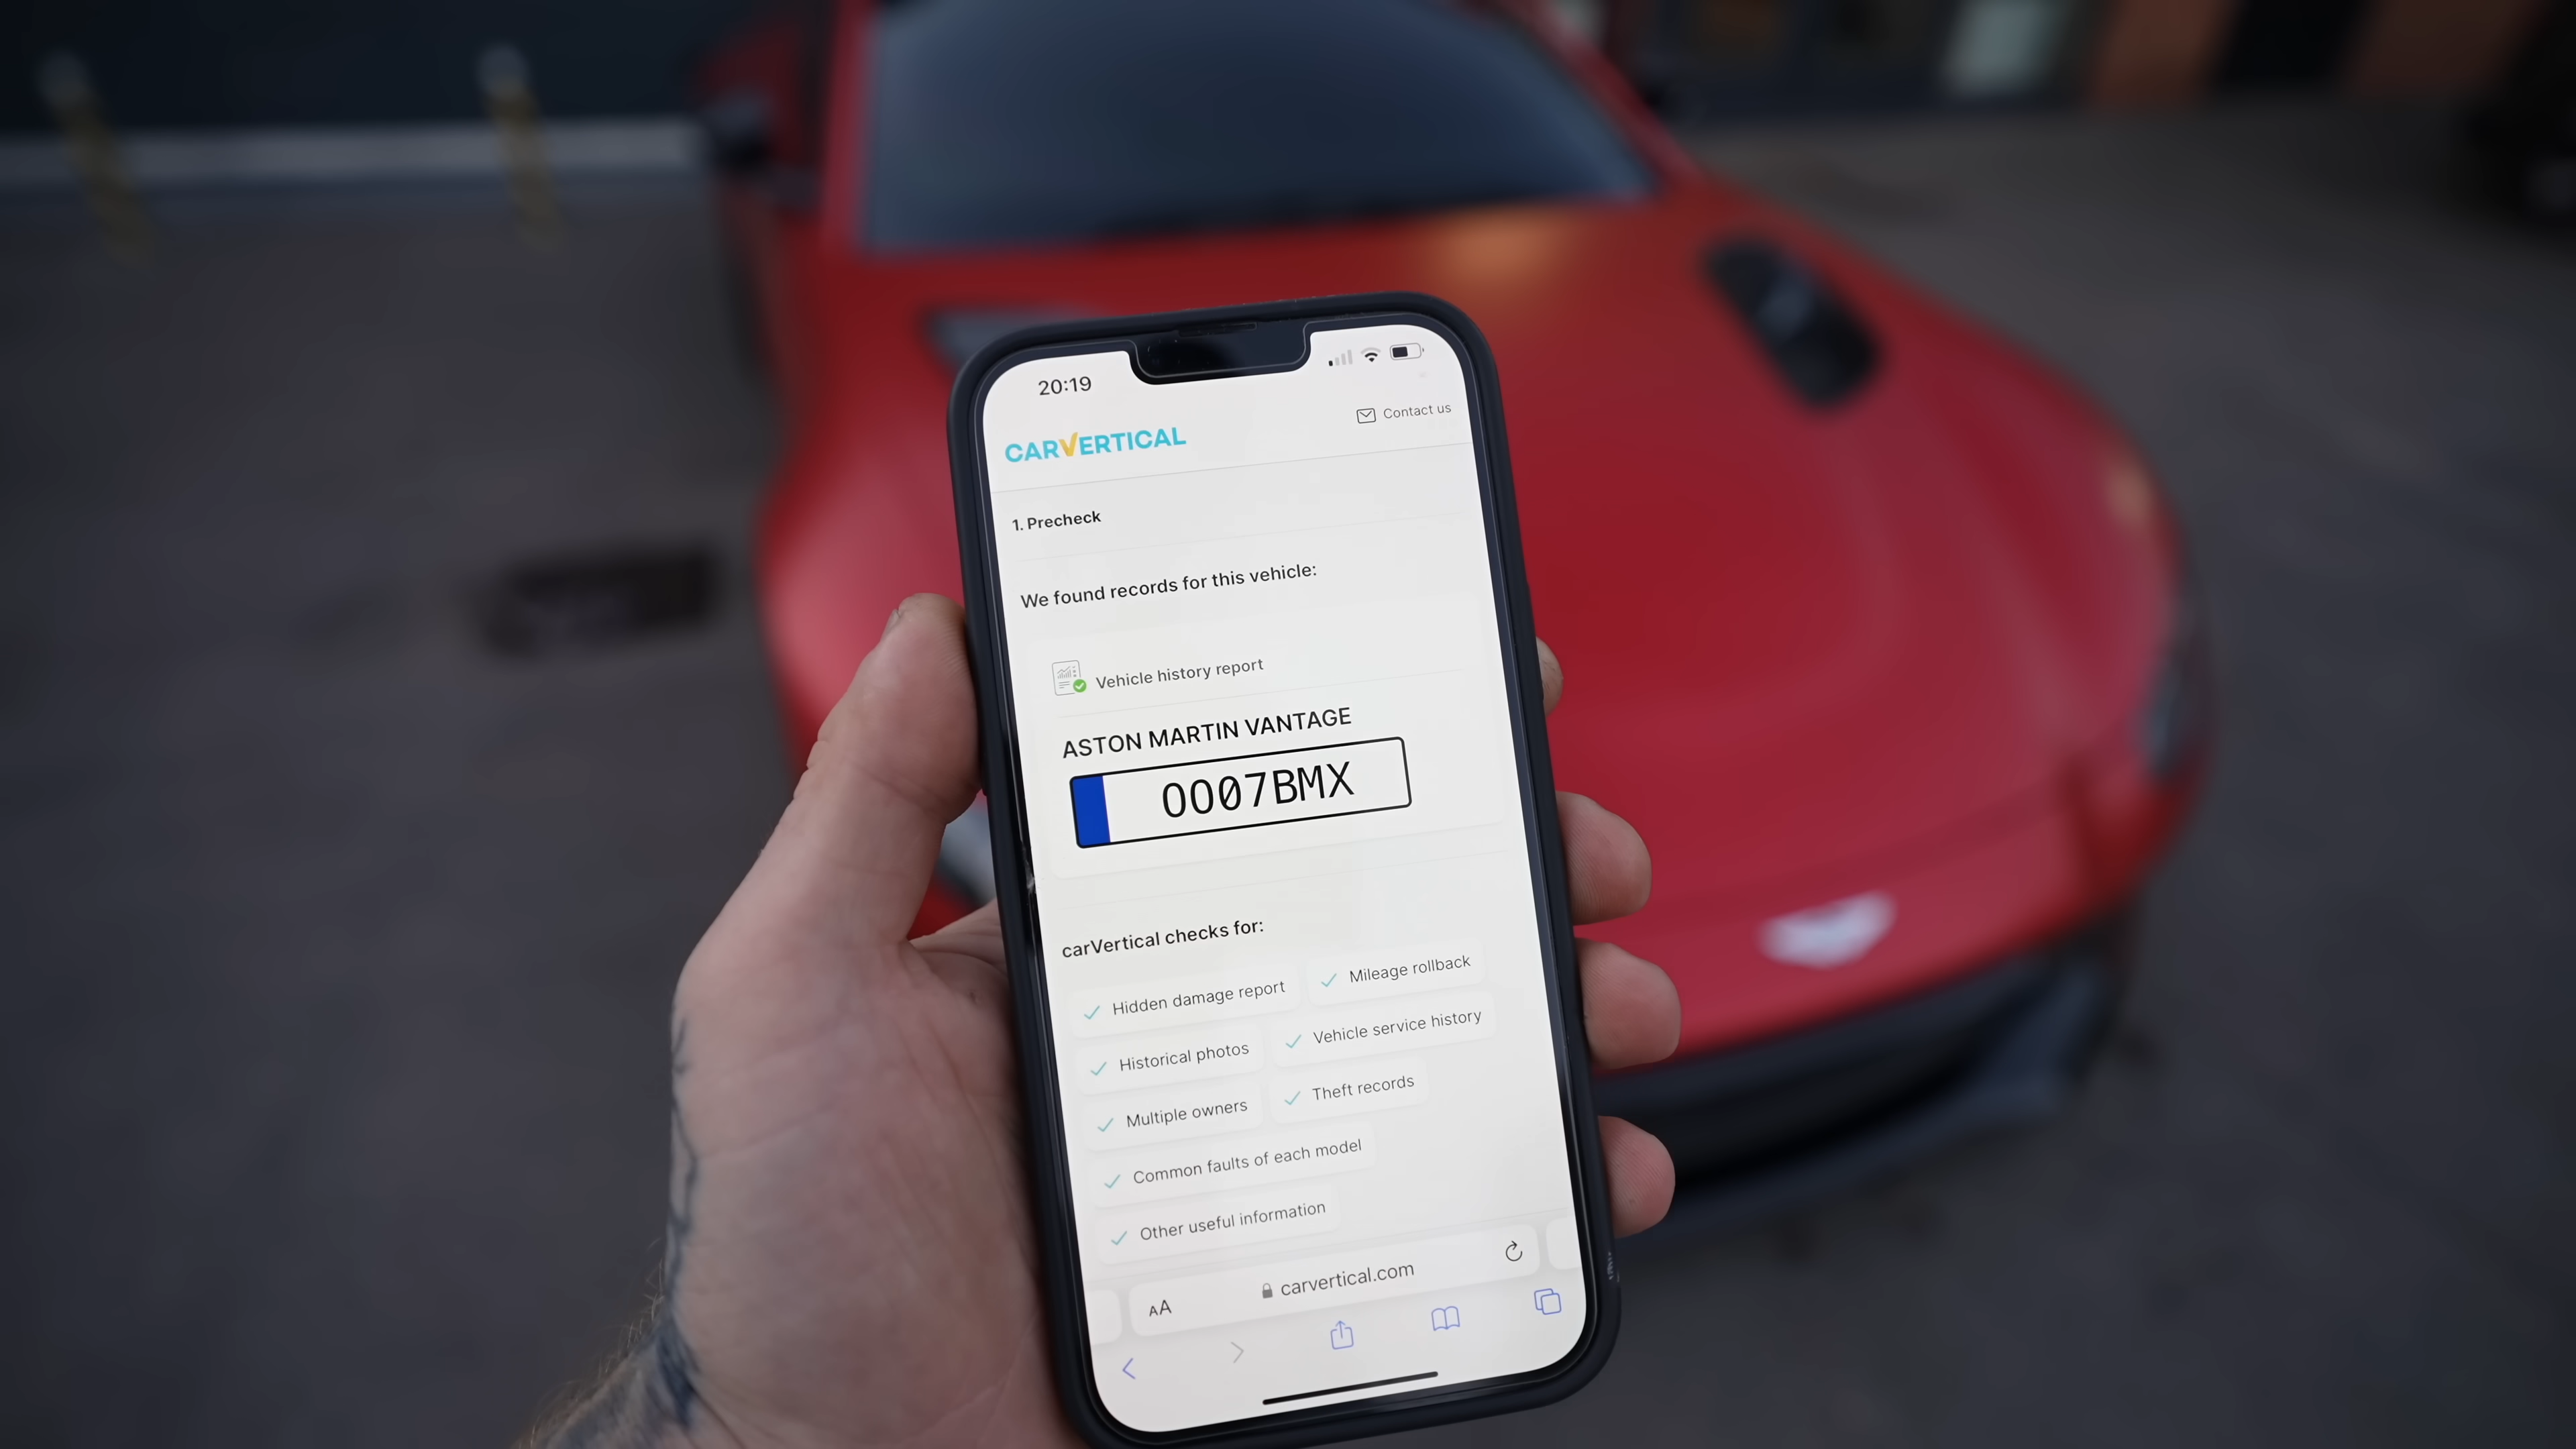 20:19
CARVERTICAL
Contact us
1. Precheck
We found records for this vehicle:
Vehicle history report
ASTON MARTIN VANTAGE
OO07BMX
carVertical checks for:
Hidden damage report
Mileage rollback
Historical photos
Vehicle service history
Multiple owners
Theft records
Common faults of each model
Other useful information
AA
carvertical.com